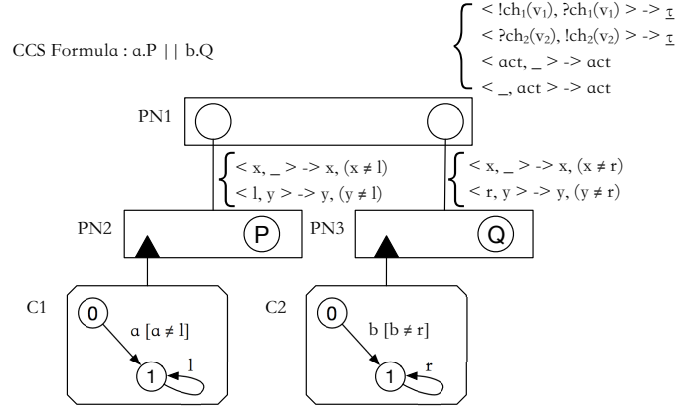 < !ch₁(v₁), ?ch₁(v₁) > -> τ
< ?ch₂(v₂), !ch₂(v₂) > -> τ
< act, _ > -> act
< _, act > -> act
CCS Formula : a.P || b.Q
PN1
< x, _ > -> x, (x ≠ l)
< l, y > -> y, (y ≠ l)
< x, _ > -> x, (x ≠ r)
< r, y > -> y, (y ≠ r)
PN2
P
PN3
Q
C1
0
a [a ≠ l]
1
l
C2
0
b [b ≠ r]
1
r